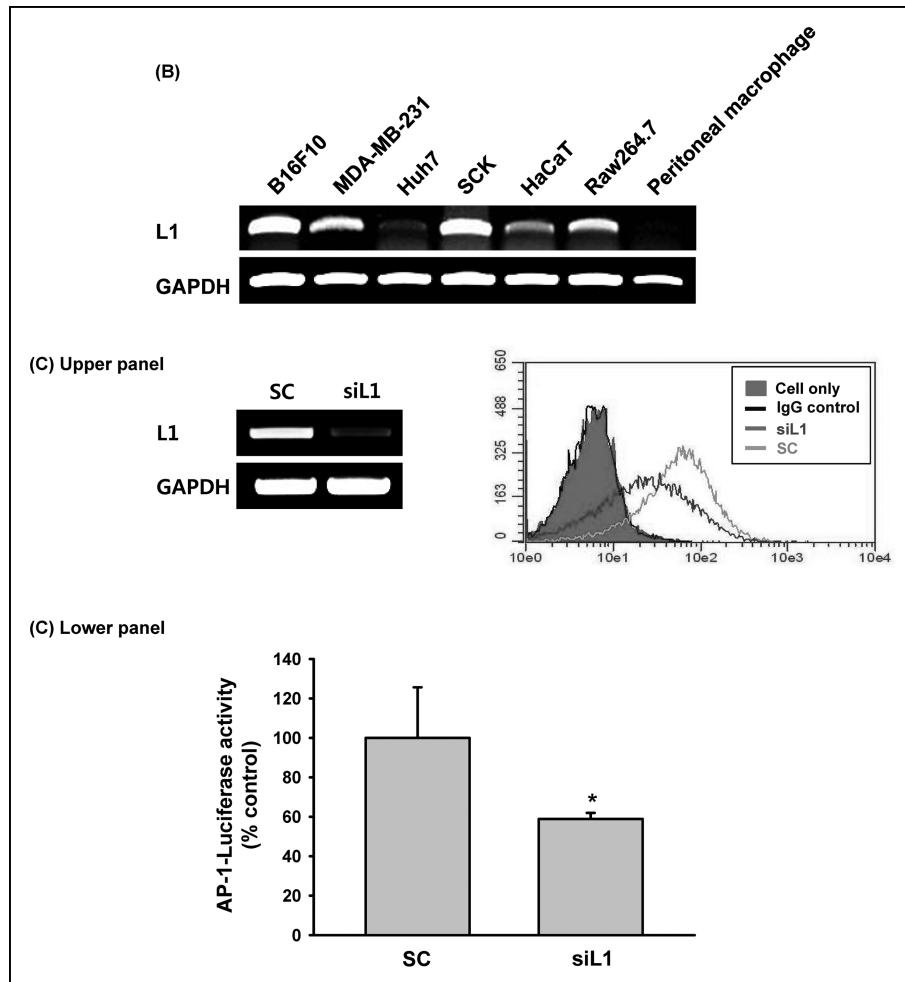 (B)
B16F10 MDA-MB-231 Huh7 SCK HaCaT Raw264.7 Peritoneal macrophage
L1
GAPDH
(C) Upper panel
SC siL1
L1
GAPDH
650
488
325
163
0
10e0 10e1 10e2 10e3 10e4
Cell only
IgG control
siL1
SC
(C) Lower panel
AP-1-Luciferase activity
(% control)
140
120
100
80
60
40
20
0
*
SC siL1